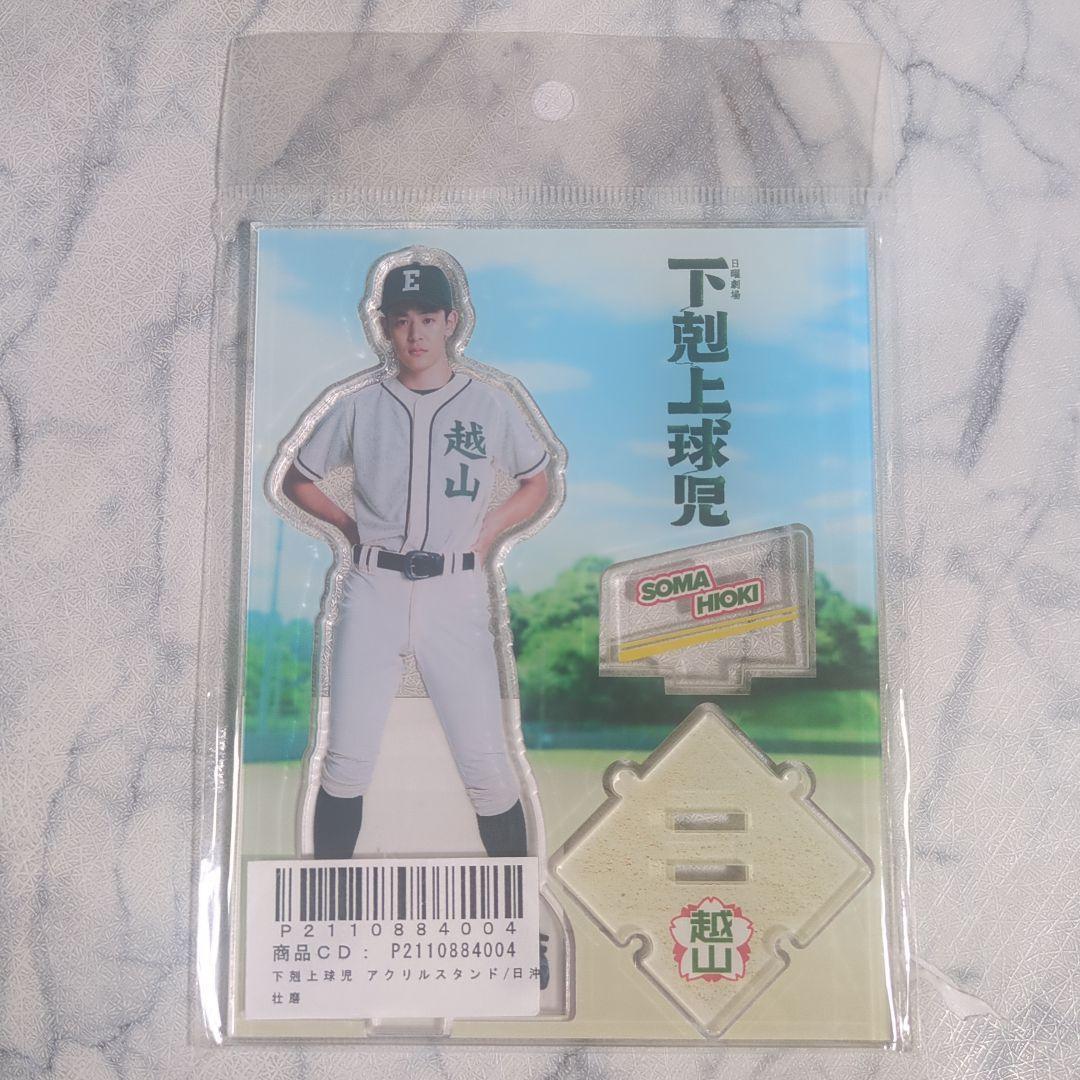 日曜劇場
下剋上球児
E
越山
SOMA
HIOKI
越山
P2110884004
商品CD: P2110884004
下剋上球児 アクリルスタンド/日沖
壮磨